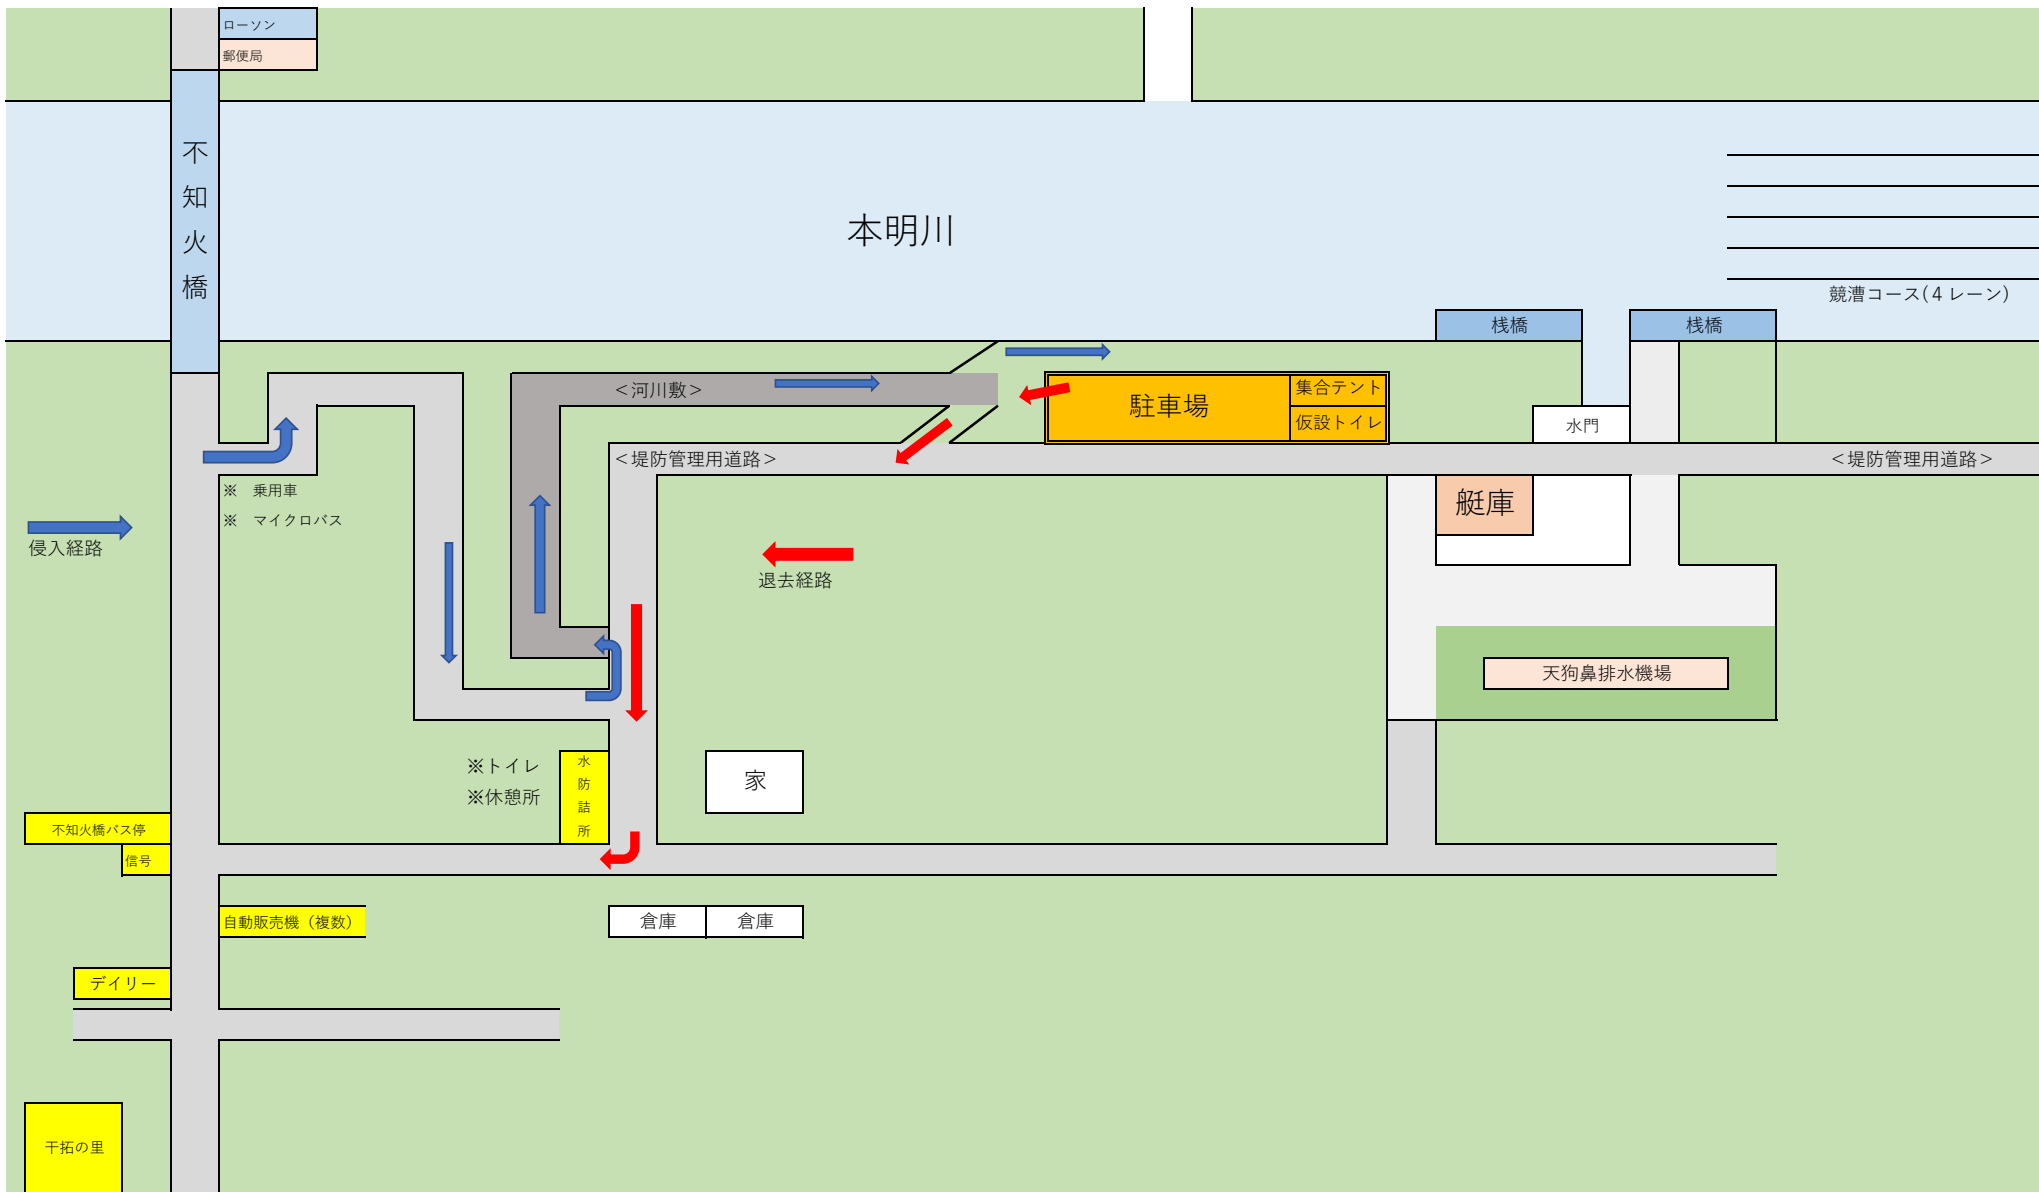 ローソン
郵便局
不知火橋
本明川
競漕コース(４レーン)
桟橋
桟橋
＜河川敷＞
駐車場
集合テント
仮設トイレ
水門
＜堤防管理用道路＞
＜堤防管理用道路＞
※　乗用車
※　マイクロバス
艇庫
侵入経路
退去経路
天狗鼻排水機場
※トイレ
※休憩所
水防詰所
家
不知火橋バス停
信号
自動販売機（複数）
倉庫
倉庫
デイリー
干拓の里